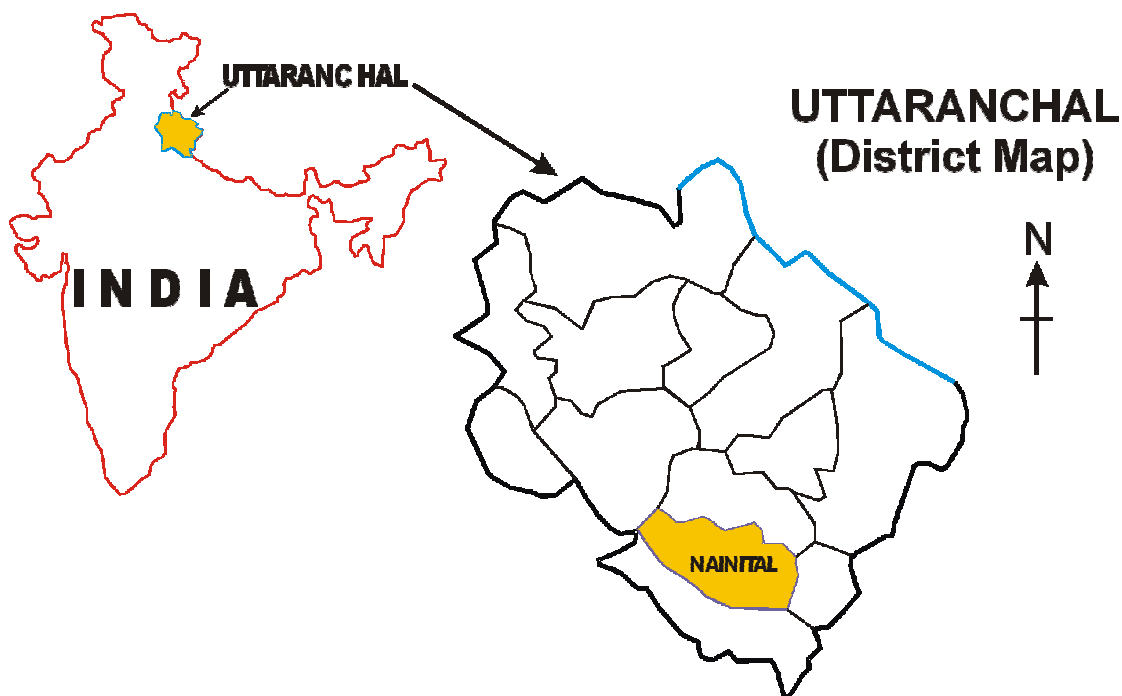 UTTARANCHAL
UTTARANCHAL
(District Map)
N
INDIA
NAINITAL